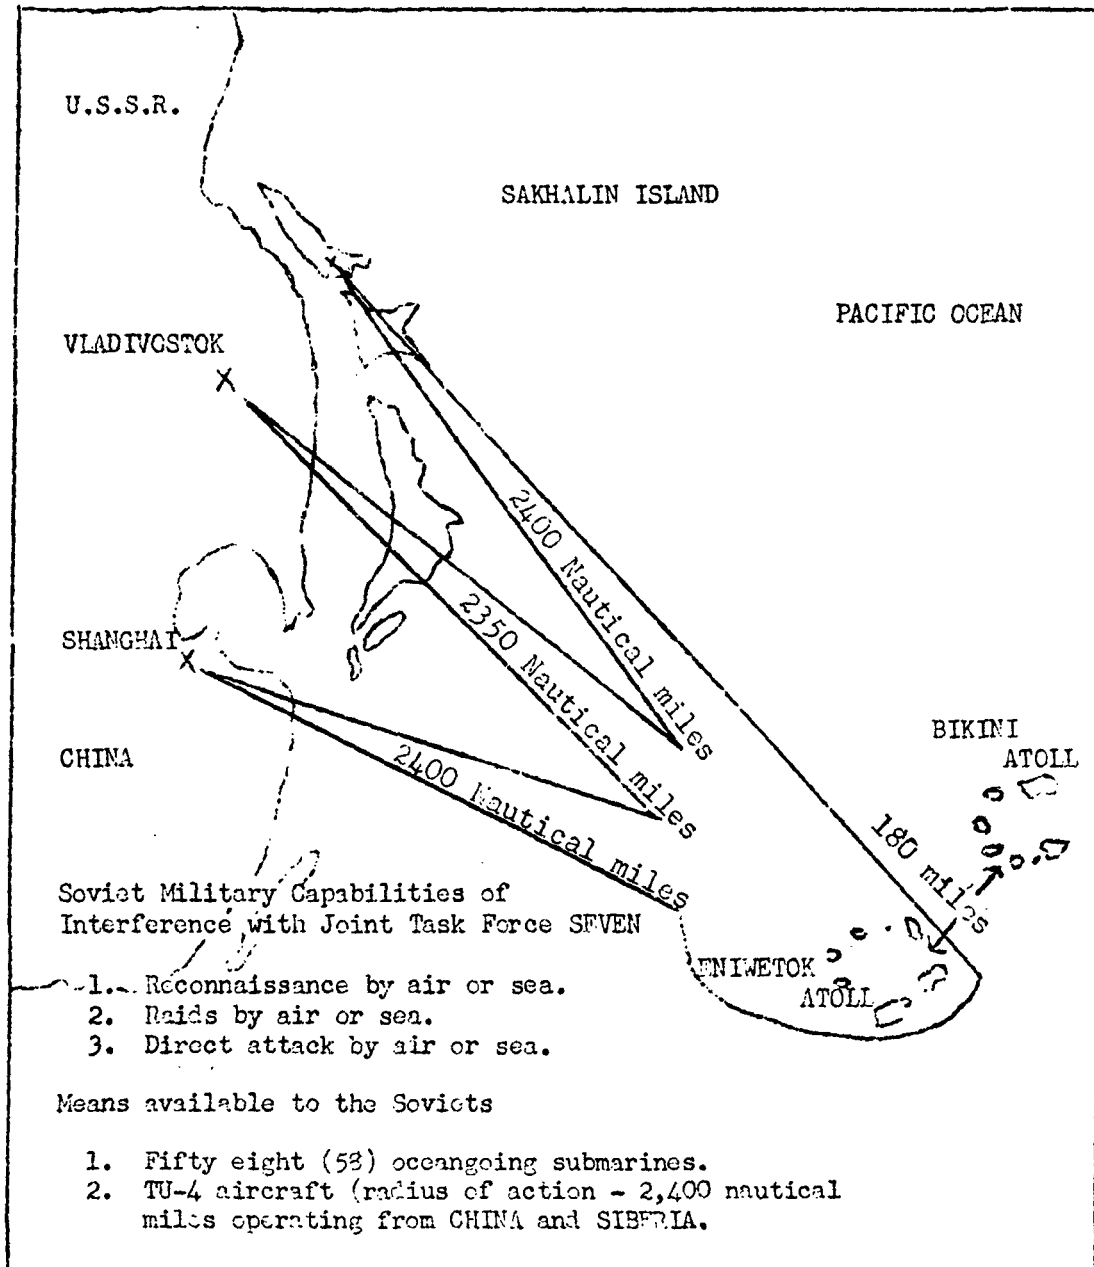 U.S.S.R.
SAKHALIN ISLAND
PACIFIC OCEAN
VLADIVOSTOK
X
2400 Nautical miles
2350 Nautical miles
SHANGHAI
X
2400 Nautical miles
CHINA
BIKINI
ATOLL
180 miles
ENIWETOK
ATOLL
Soviet Military Capabilities of
Interference with Joint Task Force SEVEN
1. Reconnaissance by air or sea.
2. Raids by air or sea.
3. Direct attack by air or sea.
Means available to the Soviets
1. Fifty eight (58) oceangoing submarines.
2. TU-4 aircraft (radius of action - 2,400 nautical
miles operating from CHINA and SIBERIA.